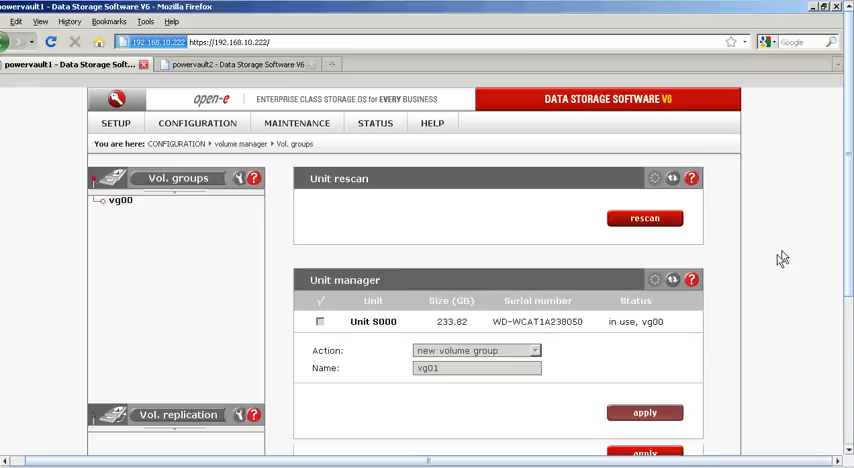 powervault1 - Data Storage Software V6 - Mozilla Firefox
Edit View History Bookmarks Tools Help
192.168.10.222 https://192.168.10.222/ Google
powervault1 - Data Storage Soft... powervault2 - Data Storage Software V6
open-e ENTERPRISE CLASS STORAGE OS for EVERY BUSINESS DATA STORAGE SOFTWARE V6
SETUP CONFIGURATION MAINTENANCE STATUS HELP
You are here: CONFIGURATION volume manager Vol. groups
Vol. groups
vg00
Unit rescan
rescan
Unit manager
Unit Size (GB) Serial number Status
Unit S000 233.82 WD-WCAT1A238050 in use, vg00
Action: new volume group
Name: vg01
Vol. replication
apply
apply